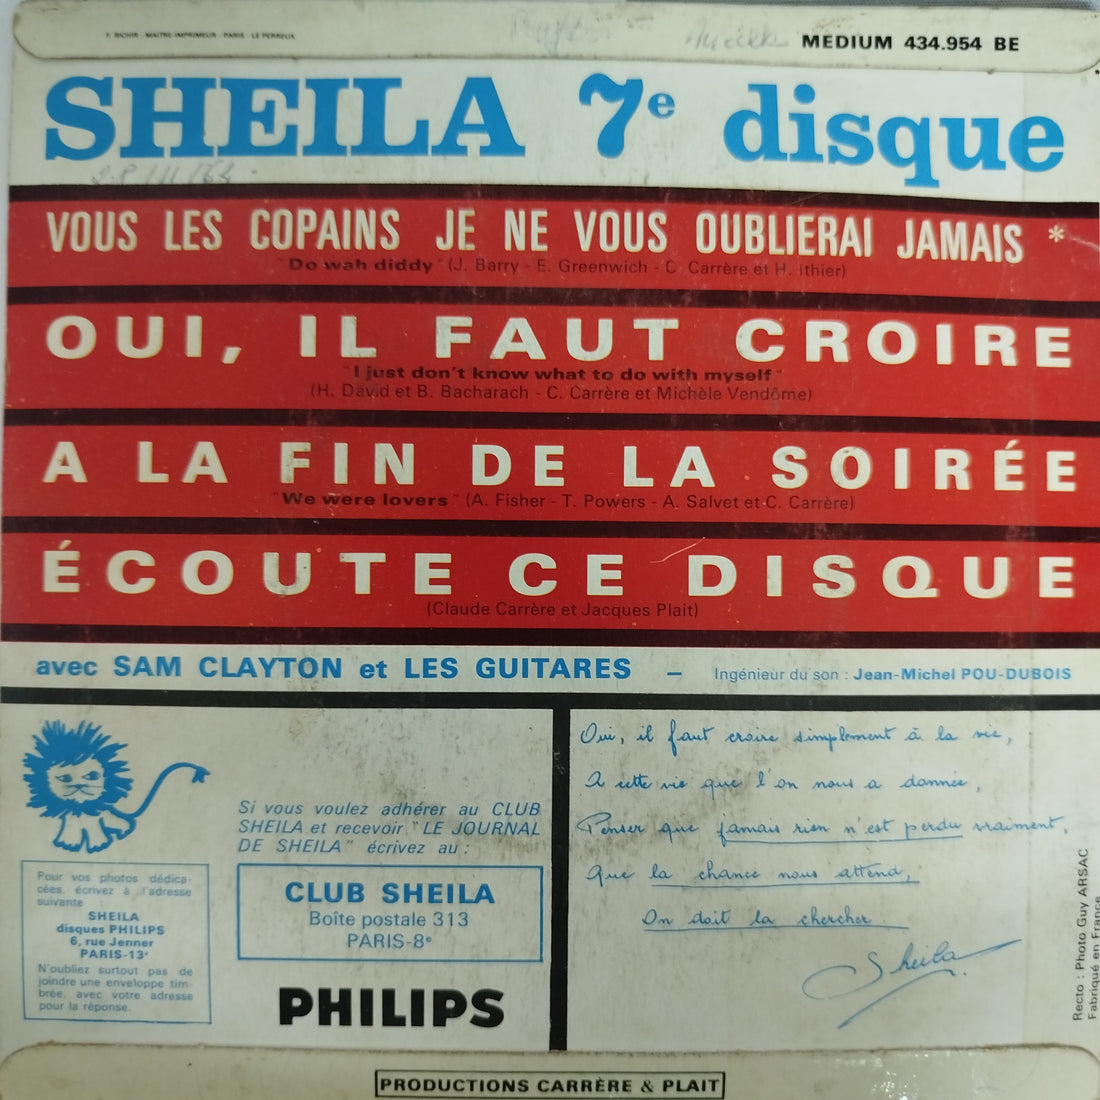 F. RICHIR - MAITRE-IMPRIMEUR - PARIS - LE PERREUX
MEDIUM 434.954 BE
SHEILA 7e disque
VOUS LES COPAINS JE NE VOUS OUBLIERAI JAMAIS *
"Do wah diddy" (J. Barry - E. Greenwich - C. Carrère et H. Ithier)
OUI, IL FAUT CROIRE
"I just don't know what to do with myself"
(H. David et B. Bacharach - C. Carrère et Michèle Vendôme)
A LA FIN DE LA SOIRÉE
"We were lovers" (A. Fisher - T. Powers - A. Salvet et C. Carrère)
ÉCOUTE CE DISQUE
(Claude Carrère et Jacques Plait)
avec SAM CLAYTON et LES GUITARES – Ingénieur du son : Jean-Michel POU-DUBOIS
Si vous voulez adhérer au CLUB
SHEILA et recevoir "LE JOURNAL
DE SHEILA" écrivez au :
CLUB SHEILA
Boîte postale 313
PARIS-8e
Pour vos photos dédica-
cées, écrivez à l'adresse
suivante :
SHEILA
disques PHILIPS
6, rue Jenner
PARIS-13e
N'oubliez surtout pas de
joindre une enveloppe tim-
brée, avec votre adresse
pour la réponse.
PHILIPS
Oui, il faut croire simplement à la vie,
A cette vie que l'on nous a donnée,
Penser que jamais rien n'est perdu vraiment,
Que la chance nous attend,
On doit la chercher.
Sheila
Recto : Photo Guy ARSAC
Fabriqué en France
PRODUCTIONS CARRÈRE & PLAIT